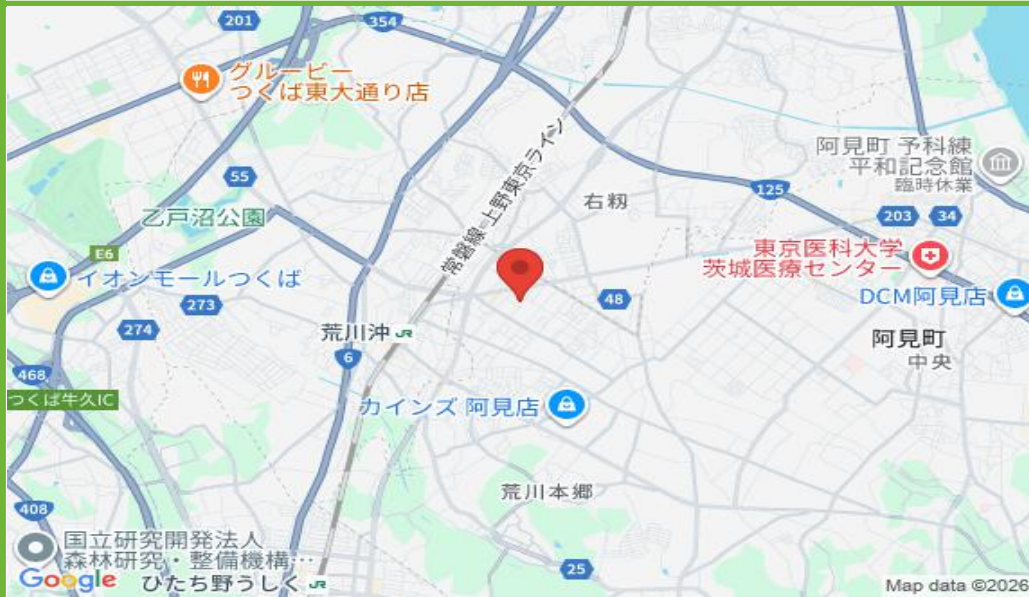 201
354
グルービー
つくば東大通り店
常磐線-上野東京ライン
阿見町 予科練
平和記念館
臨時休業
55
125
右籾
203
34
乙戸沼公園
E6
東京医科大学
茨城医療センター
イオンモールつくば
273
48
DCM阿見店
274
荒川沖
JR
6
阿見町
中央
468
つくば牛久IC
カインズ 阿見店
荒川本郷
408
国立研究開発法人
森林研究・整備機構…
25
Google
ひたち野うしく
JR
Map data ©2026